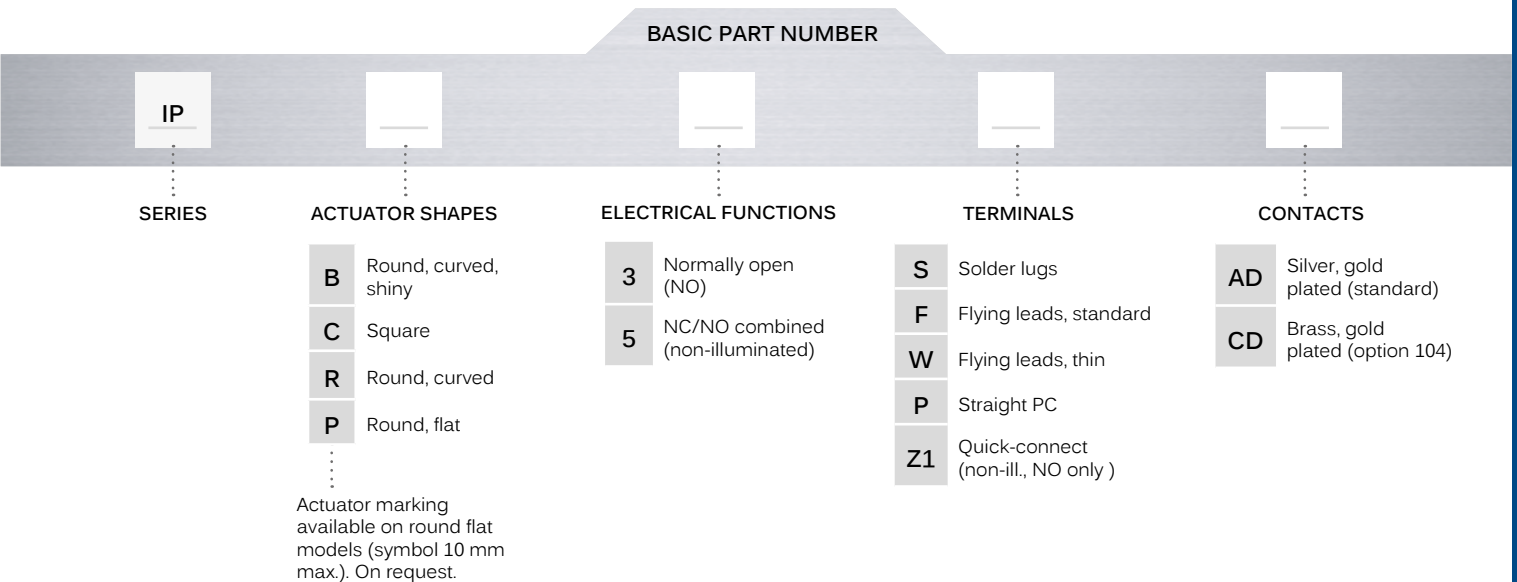 BASIC PART NUMBER
IP
SERIES
ACTUATOR SHAPES
B
Round, curved,
shiny
C
Square
R
Round, curved
P
Round, flat
Actuator marking
available on round flat
models (symbol 10 mm
max.). On request.
ELECTRICAL FUNCTIONS
3
Normally open
(NO)
5
NC/NO combined
(non-illuminated)
TERMINALS
S
Solder lugs
F
Flying leads, standard
W
Flying leads, thin
P
Straight PC
Z1
Quick-connect
(non-ill., NO only )
CONTACTS
AD
Silver, gold
plated (standard)
CD
Brass, gold
plated (option 104)